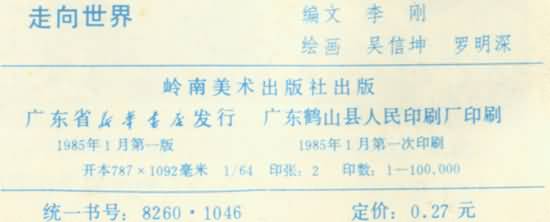 走向世界
编文 李刚
绘画 吴信坤 罗明深
岭南美术出版社出版
广东省新华书店发行 广东鹤山县人民印刷厂印刷
1985年1月第一版 1985年1月第一次印刷
开本787×1092毫米 1/64 印张:2 印数:1—100,000
统一书号:8260·1046 定价:0.27元